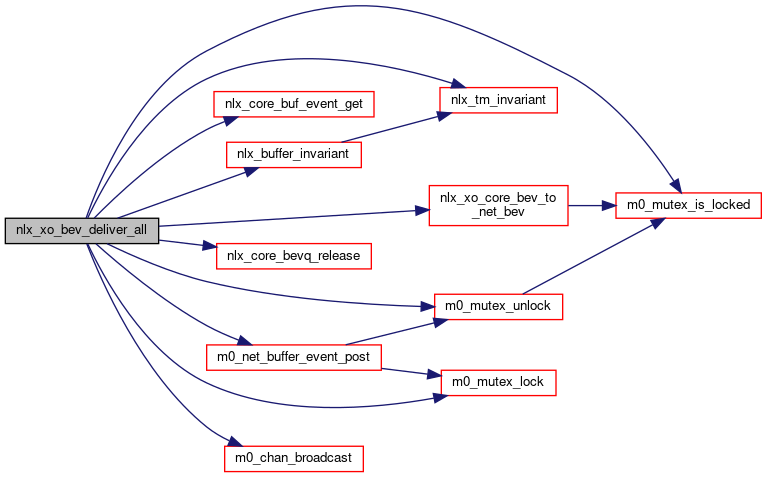 nlx_core_buf_event_get
nlx_tm_invariant
nlx_buffer_invariant
nlx_xo_core_bev_to
_net_bev
m0_mutex_is_locked
nlx_xo_bev_deliver_all
nlx_core_bevq_release
m0_mutex_unlock
m0_net_buffer_event_post
m0_mutex_lock
m0_chan_broadcast